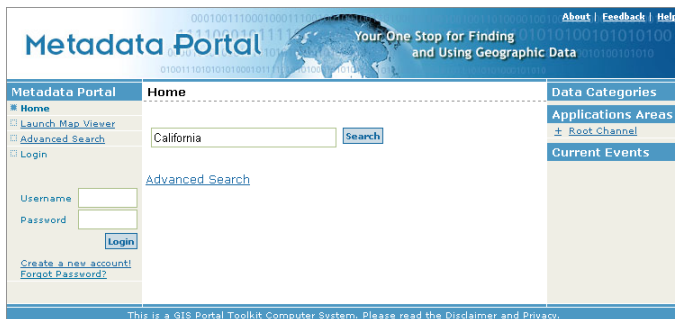 About | Feedback | Help
Metadata Portal
Your One Stop for Finding
and Using Geographic Data
Metadata Portal
Home
Launch Map Viewer
Advanced Search
Login
Username
Password
Login
Create a new account!
Forgot Password?
Home
California
Search
Advanced Search
Data Categories
Applications Areas
+ Root Channel
Current Events
This is a GIS Portal Toolkit Computer System. Please read the Disclaimer and Privacy.